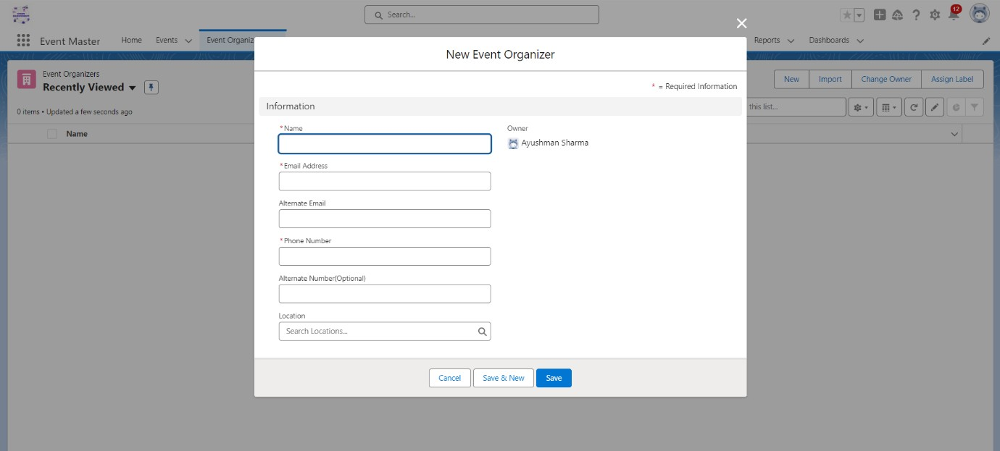 Search...
12
Event Master
Home
Events
Event Organiz
Reports
Dashboards
New Event Organizer
Event Organizers
Recently Viewed
New
Import
Change Owner
Assign Label
* = Required Information
0 items • Updated a few seconds ago
this list...
Information
Name
* Name
Owner
Ayushman Sharma
* Email Address
Alternate Email
* Phone Number
Alternate Number(Optional)
Location
Search Locations...
Cancel
Save & New
Save